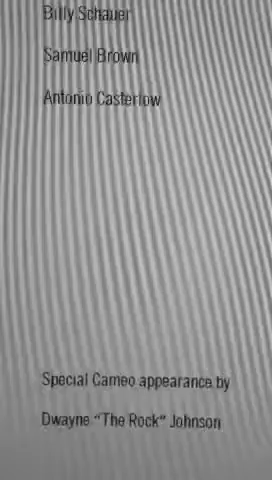 Billy Schauer
Samuel Brown
Antonio Casterlow
Special Cameo appearance by
Dwayne "The Rock" Johnson